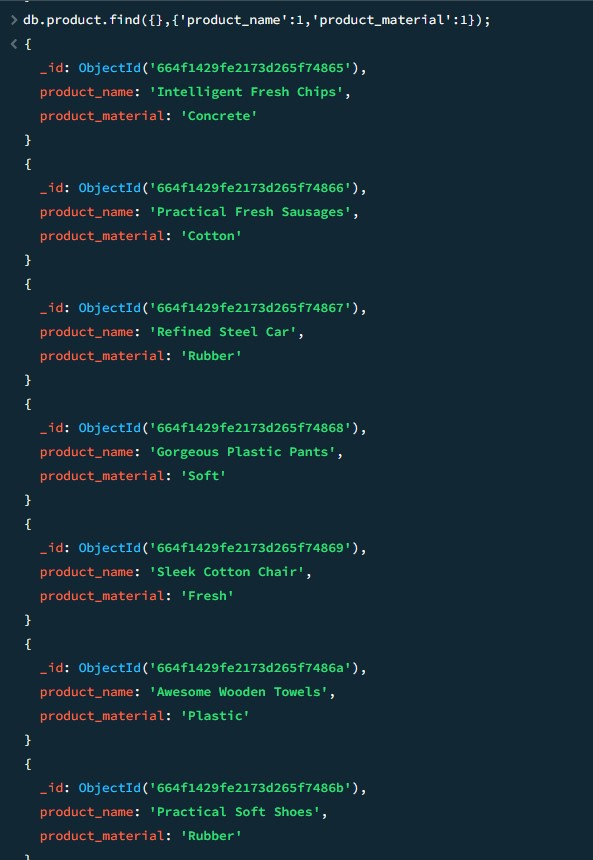 > db.product.find({},{'product_name':1,'product_material':1});
< {
_id: ObjectId('664f1429fe2173d265f74865'),
product_name: 'Intelligent Fresh Chips',
product_material: 'Concrete'
}
{
_id: ObjectId('664f1429fe2173d265f74866'),
product_name: 'Practical Fresh Sausages',
product_material: 'Cotton'
}
{
_id: ObjectId('664f1429fe2173d265f74867'),
product_name: 'Refined Steel Car',
product_material: 'Rubber'
}
{
_id: ObjectId('664f1429fe2173d265f74868'),
product_name: 'Gorgeous Plastic Pants',
product_material: 'Soft'
}
{
_id: ObjectId('664f1429fe2173d265f74869'),
product_name: 'Sleek Cotton Chair',
product_material: 'Fresh'
}
{
_id: ObjectId('664f1429fe2173d265f7486a'),
product_name: 'Awesome Wooden Towels',
product_material: 'Plastic'
}
{
_id: ObjectId('664f1429fe2173d265f7486b'),
product_name: 'Practical Soft Shoes',
product_material: 'Rubber'
}